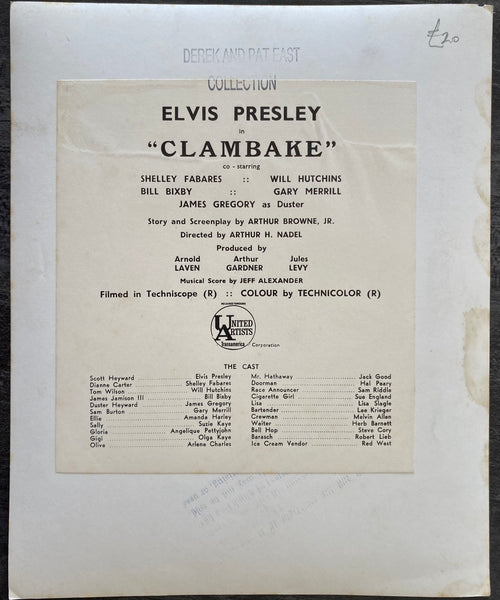 £20
DEREK AND PAT EAST
COLLECTION
ELVIS PRESLEY
in
“CLAMBAKE”
co - starring
SHELLEY FABARES :: WILL HUTCHINS
BILL BIXBY :: GARY MERRILL
JAMES GREGORY as Duster
Story and Screenplay by ARTHUR BROWNE, JR.
Directed by ARTHUR H. NADEL
Produced by
Arnold Arthur Jules
LAVEN GARDNER LEVY
Musical Score by JEFF ALEXANDER
Filmed in Techniscope (R) :: COLOUR by TECHNICOLOR (R)
RELEASED THROUGH
UNITED
ARTISTS
Transamerica Corporation
THE CAST
Scott Heyward Elvis Presley
Dianne Carter Shelley Fabares
Tom Wilson Will Hutchins
James Jamison III Bill Bixby
Duster Heyward James Gregory
Sam Burton Gary Merrill
Ellie Amanda Harley
Sally Suzie Kaye
Gloria Angelique Pettyjohn
Gigi Olga Kaye
Olive Arlene Charles
Mr. Hathaway Jack Good
Doorman Hal Peary
Race Announcer Sam Riddle
Cigarette Girl Sue England
Lisa Lisa Slagle
Bartender Lee Krieger
Crewman Melvin Allen
Waiter Herb Barnett
Bell Hop Steve Cory
Barasch Robert Lieb
Ice Cream Vendor Red West